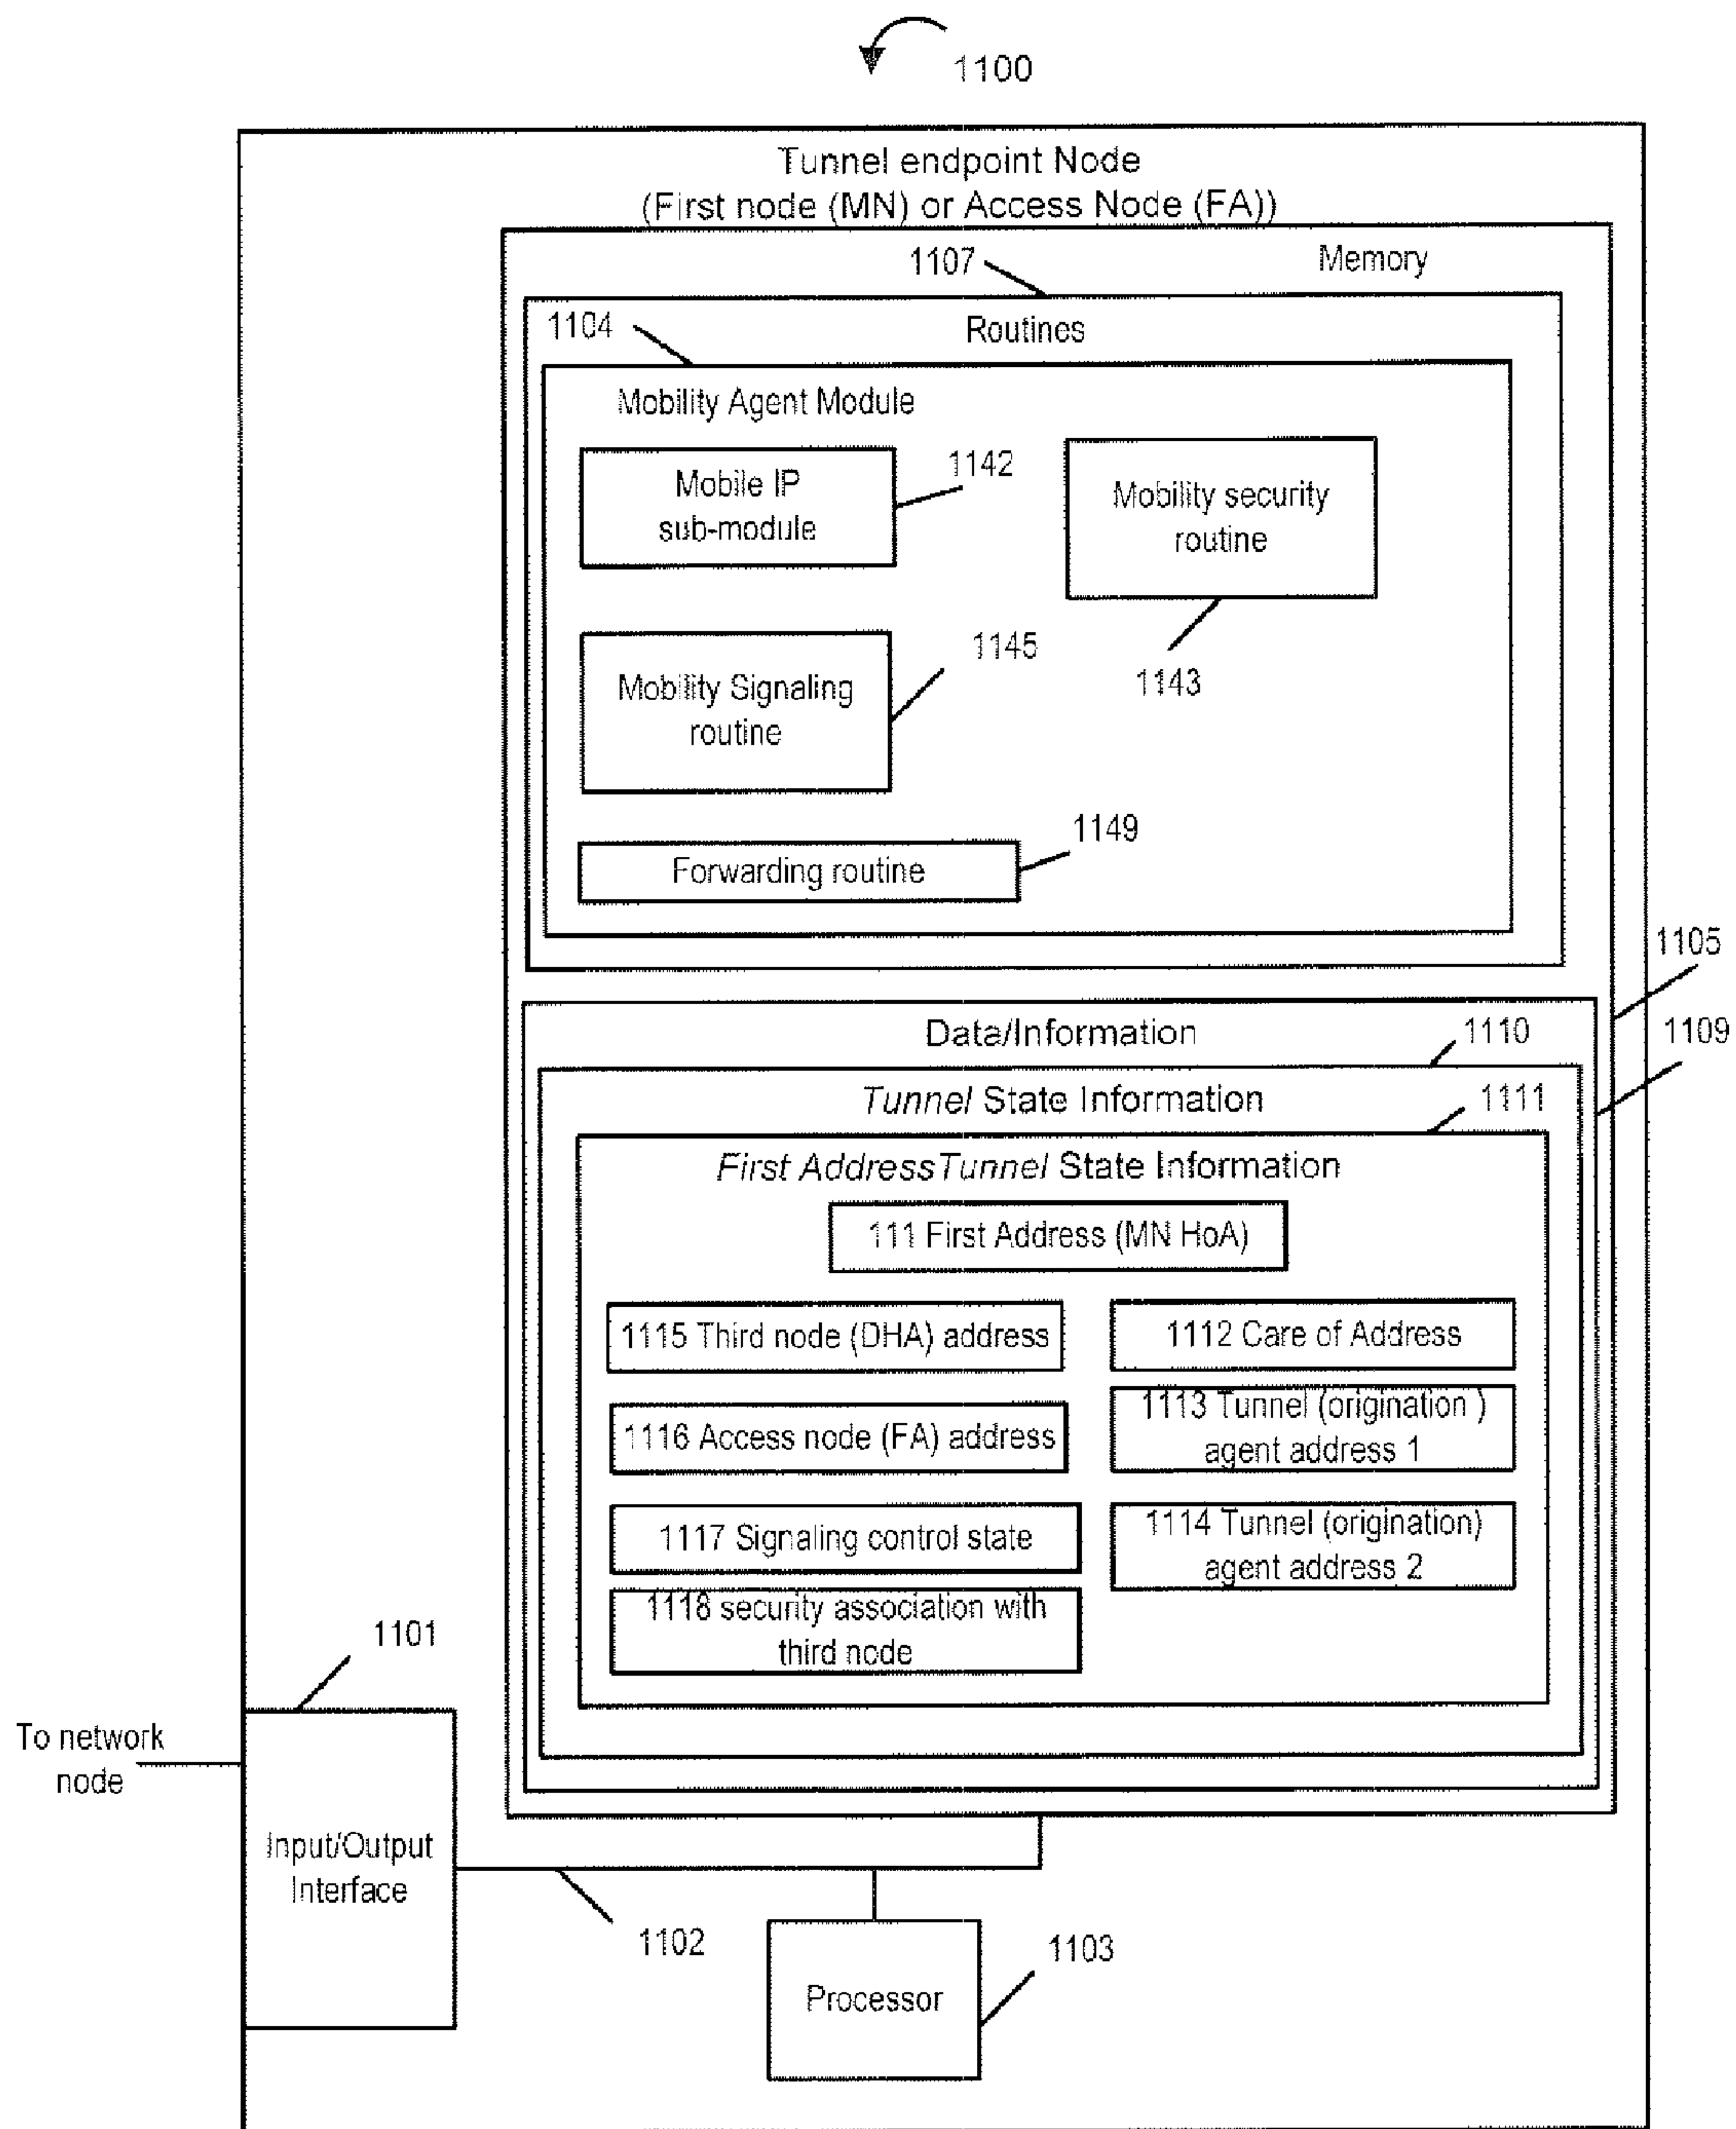 1100
Tunnel endpoint Node
(First node (MN) or Access Node (FA))
Memory
1107
Routines
1104
Mobility Agent Module
Mobile IP
sub-module
1142
Mobility security
routine
1143
Mobility Signaling
routine
1145
Forwarding routine
1149
1105
1109
Data/Information
1110
Tunnel State Information
1111
First AddressTunnel State Information
111 First Address (MN HoA)
1115 Third node (DHA) address
1112 Care of Address
1116 Access node (FA) address
1113 Tunnel (origination )
agent address 1
1117 Signaling control state
1114 Tunnel (origination)
agent address 2
1118 security association with
third node
1101
To network
node
Input/Output
Interface
1102
Processor
1103